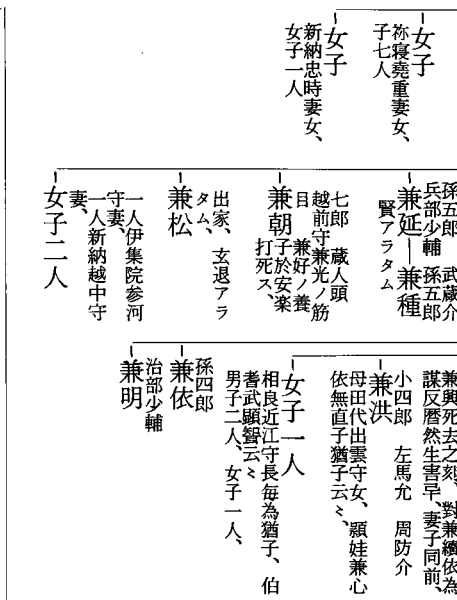 女子
祢寝堯重妻女、
子七人
女子
新納忠時妻女、
女子一人
孫五郎　武蔵介
兵部少輔　孫五郎
兼延―兼種
賢アラタム
七郎　蔵人頭
越前守兼光ノ筋
目　兼好ノ養
兼朝子於安楽
打死ス、
出家、玄退アラ
タム、
兼松
一人伊集院参河
守妻、
一人新納越中守
妻、
女子二人
兼興死去之刻、對兼續依為
謀反暦然生害早、妻子同前、
小四郎　左馬允　周防介
兼洪
母田代出雲守女、顕娃兼心
依無直子猶子云〻、
女子一人
相良近江守長毎為猶子、伯
耆武顕聟云〻
男子二人、女子一人、
孫四郎
兼依
治部少輔
兼明